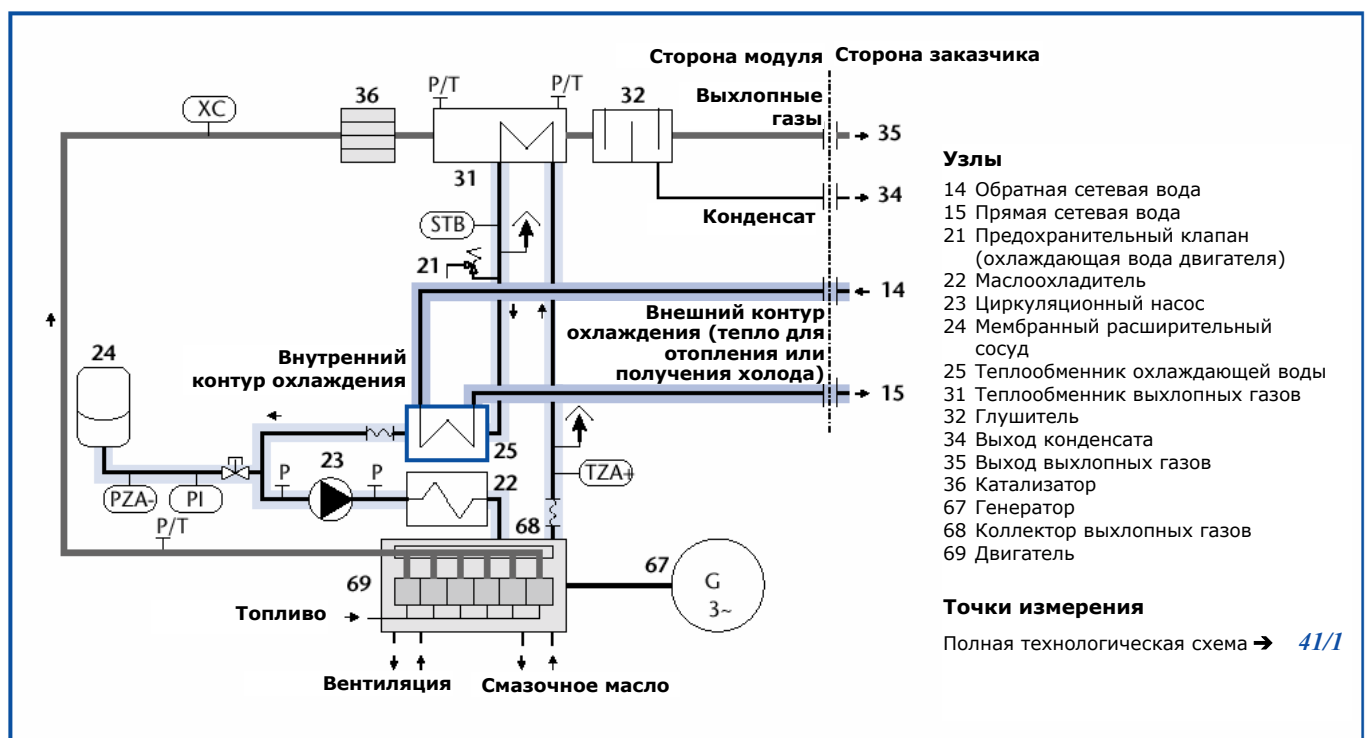 Сторона модуля
Сторона заказчика
XC
36
P/T
P/T
32
Выхлопные
газы
35
31
34
Конденсат
STB
21
14
Внешний контур
охлаждения (тепло для
отопления или
получения холода)
24
Внутренний
контур охлаждения
15
25
P
23
P
TZA+
PZA-
PI
22
P/T
68
69
67
G
3~
Топливо
Вентиляция
Смазочное масло
Узлы
14 Обратная сетевая вода
15 Прямая сетевая вода
21 Предохранительный клапан
(охлаждающая вода двигателя)
22 Маслоохладитель
23 Циркуляционный насос
24 Мембранный расширительный
сосуд
25 Теплообменник охлаждающей воды
31 Теплообменник выхлопных газов
32 Глушитель
34 Выход конденсата
35 Выход выхлопных газов
36 Катализатор
67 Генератор
68 Коллектор выхлопных газов
69 Двигатель
Точки измерения
Полная технологическая схема ➔ 41/1